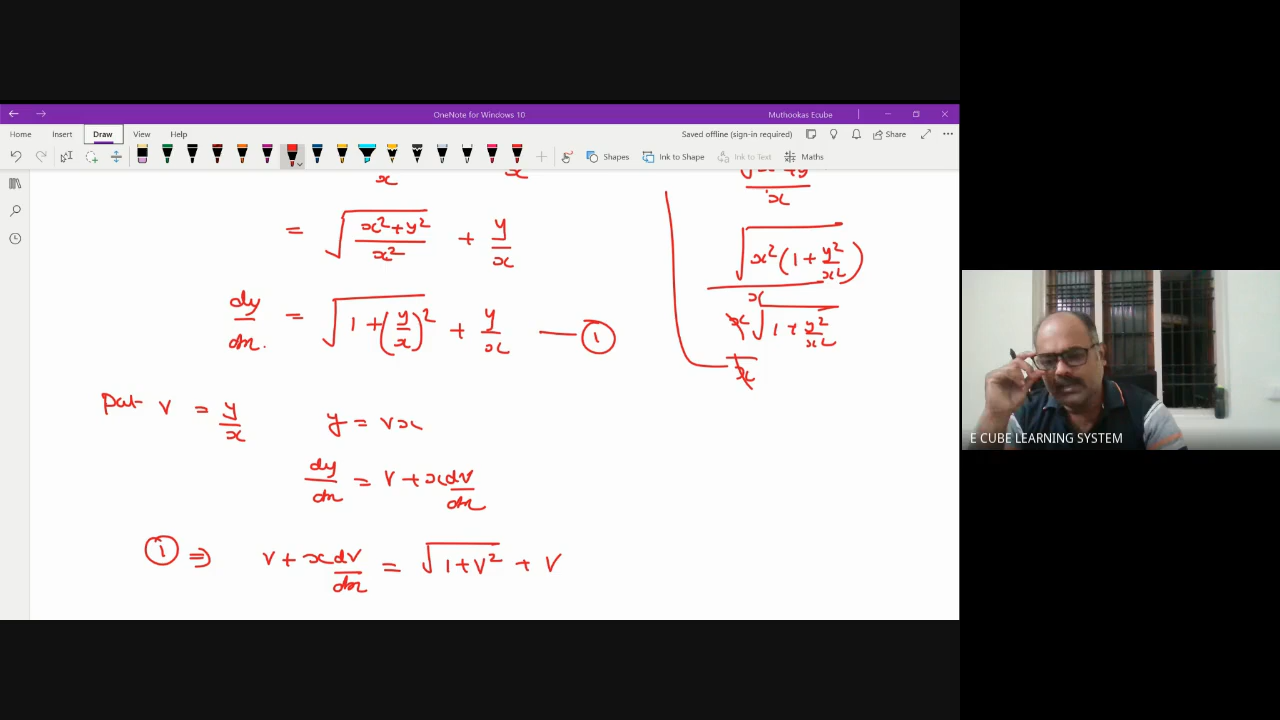 OneNote for Windows 10
Muthookas Ecube
Home Insert Draw View Help
Saved offline (sign-in required) Share
Shapes Ink to Shape Ink to Text Maths
x x
= √((x²+y²)/x²) + y/x
dy/dx = √(1+(y/x)²) + y/x — ①
Put v = y/x y = vx
dy/dx = v + x dv/dx
① ⇒ v + x dv/dx = √(1+v²) + v
√(x²+y²)/x
√(x²(1+y²/x²))/x
x√(1+y²/x²)/x
E CUBE LEARNING SYSTEM